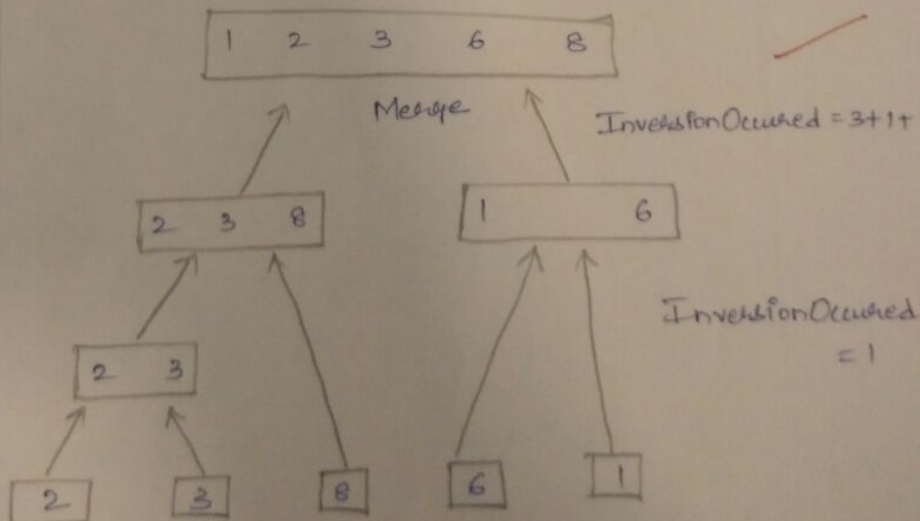 1 2 3 6 8
Merge
InversionOccured = 3+1+
2 3 8
1 6
InversionOccured
= 1
2 3
2 3 8 6 1